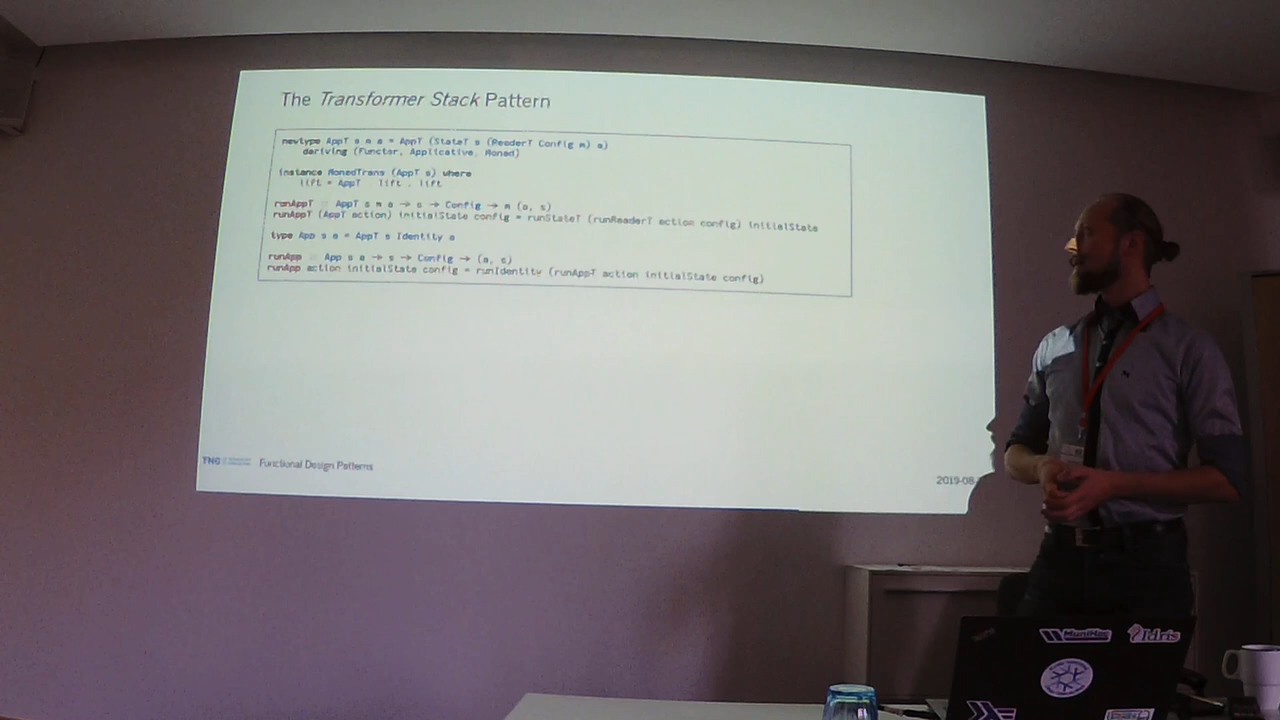 The Transformer Stack Pattern
newtype AppT s m a = AppT (StateT s (ReaderT Config m) a)
deriving (Functor, Applicative, Monad)
instance MonadTrans (AppT s) where
lift = AppT . lift . lift
runAppT :: AppT s m a -> s -> Config -> m (a, s)
runAppT (AppT action) initialState config = runStateT (runReaderT action config) initialState
type App s a = AppT s Identity a
runApp :: App s a -> s -> Config -> (a, s)
runApp action initialState config = runIdentity (runAppT action initialState config)
TNG
Functional Design Patterns
2019-08-
MuniHac
Idris